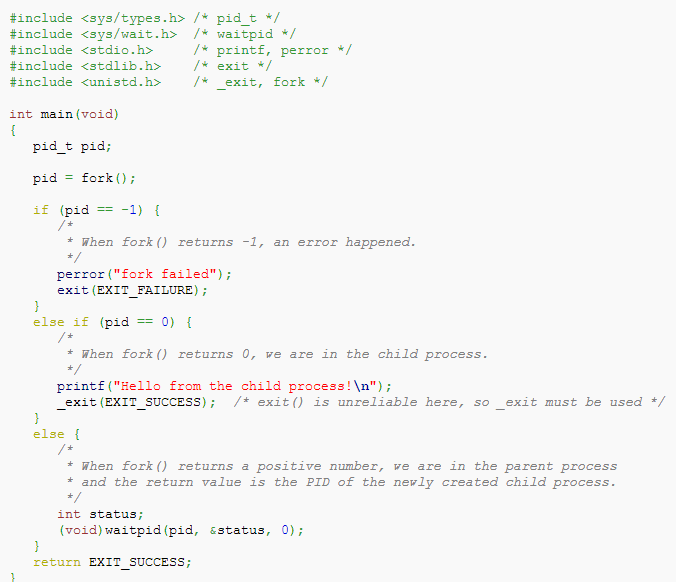 #include <sys/types.h> /* pid_t */
#include <sys/wait.h>  /* waitpid */
#include <stdio.h>     /* printf, perror */
#include <stdlib.h>    /* exit */
#include <unistd.h>    /* _exit, fork */

int main(void)
{
   pid_t pid;

   pid = fork();

   if (pid == -1) {
      /*
       * When fork() returns -1, an error happened.
       */
      perror("fork failed");
      exit(EXIT_FAILURE);
   }
   else if (pid == 0) {
      /*
       * When fork() returns 0, we are in the child process.
       */
      printf("Hello from the child process!\n");
      _exit(EXIT_SUCCESS);  /* exit() is unreliable here, so _exit must be used */
   }
   else {
      /*
       * When fork() returns a positive number, we are in the parent process
       * and the return value is the PID of the newly created child process.
       */
      int status;
      (void)waitpid(pid, &status, 0);
   }
   return EXIT_SUCCESS;
}